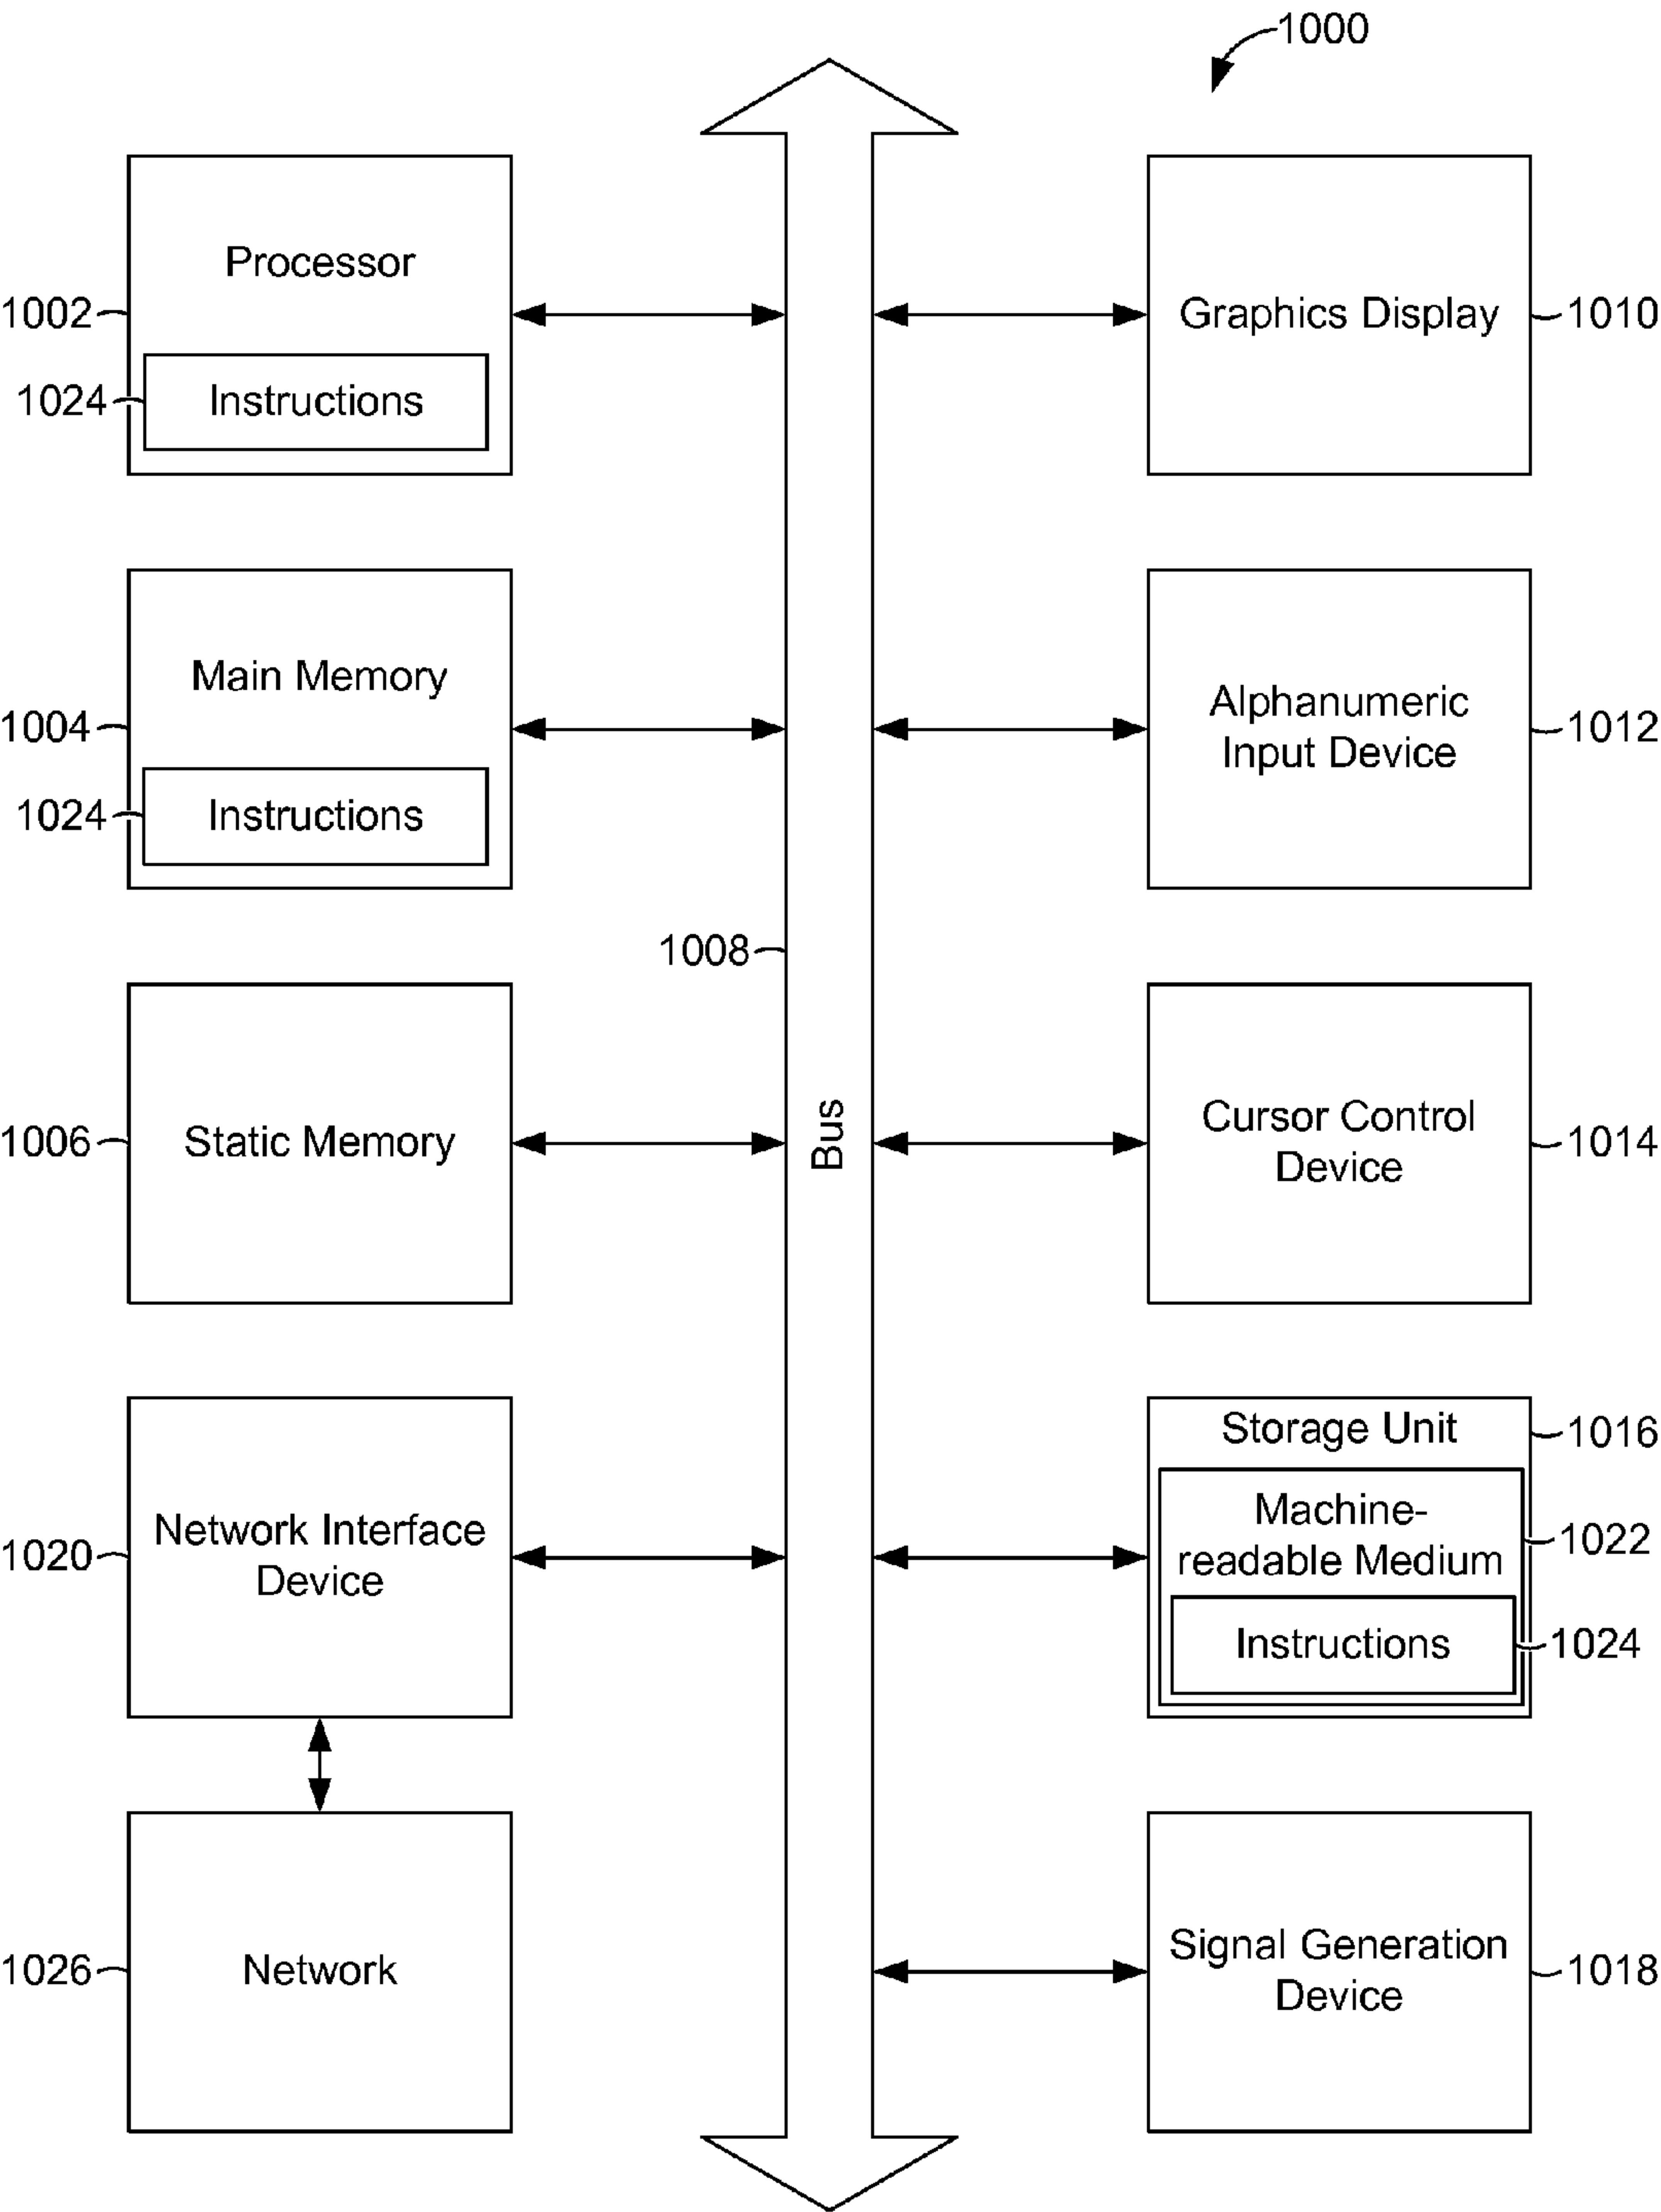 1000
Processor
1002
1024
Instructions
Graphics Display
1010
Main Memory
1004
1024
Instructions
Alphanumeric
Input Device
1012
1008
Bus
Static Memory
1006
Cursor Control
Device
1014
Network Interface
Device
1020
Storage Unit
1016
Machine-
readable Medium
1022
Instructions
1024
Network
1026
Signal Generation
Device
1018